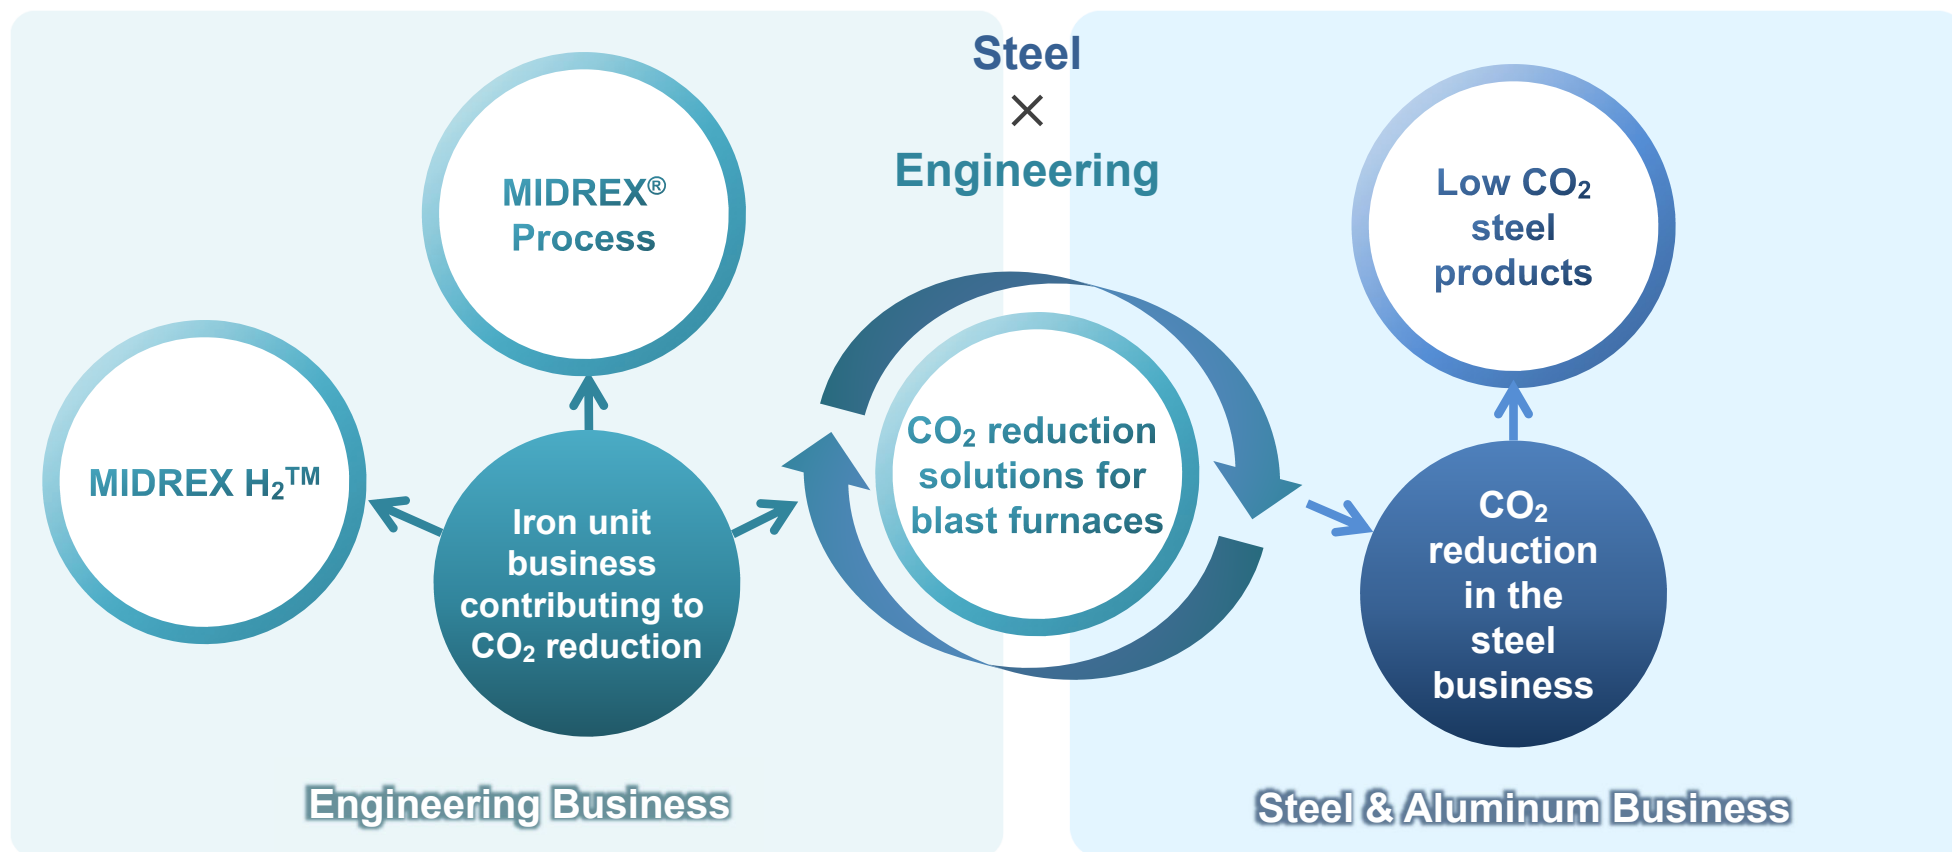 Steel
×
Engineering
MIDREX®
Process
MIDREX H₂™
Iron unit
business
contributing to
CO₂ reduction
CO₂ reduction
solutions for
blast furnaces
Low CO₂
steel
products
CO₂
reduction
in the
steel
business
Engineering Business
Steel & Aluminum Business